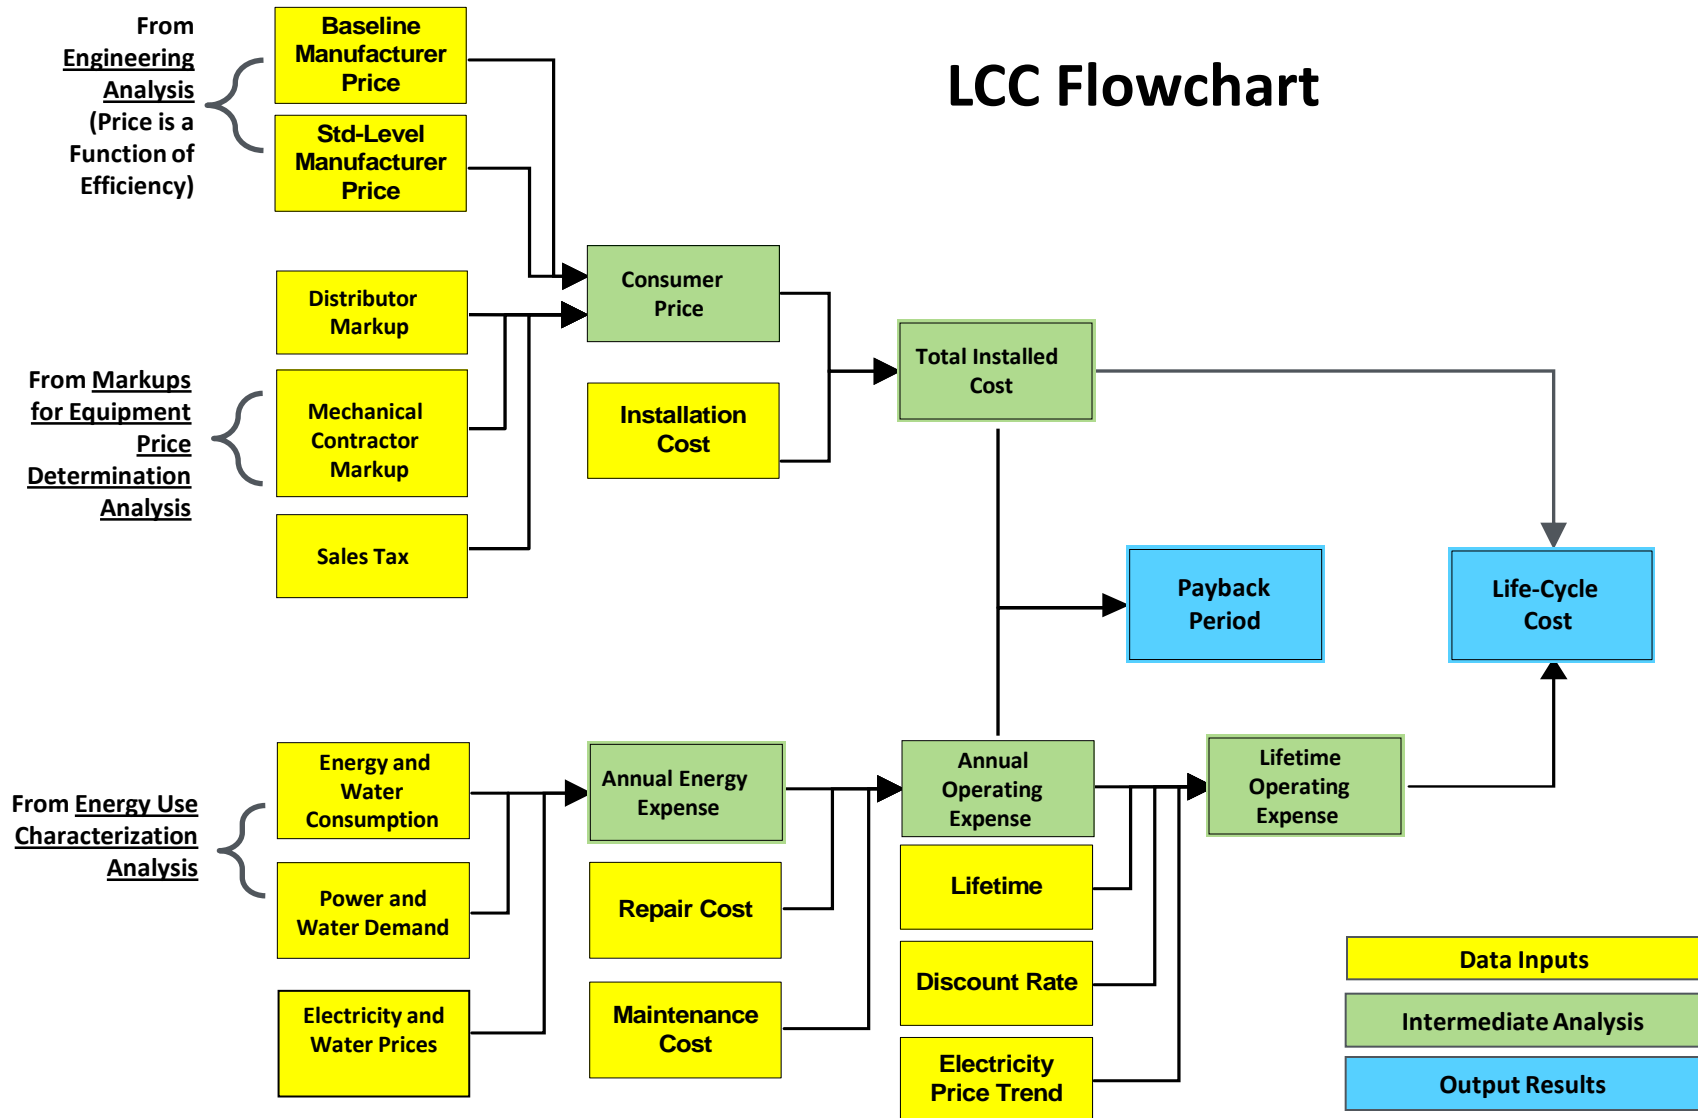 LCC Flowchart
From
Engineering
Analysis
(Price is a
Function of
Efficiency)
Baseline
Manufacturer
Price
Std-Level
Manufacturer
Price
From Markups
for Equipment
Price
Determination
Analysis
Distributor
Markup
Mechanical
Contractor
Markup
Sales Tax
Consumer
Price
Installation
Cost
Total Installed
Cost
Payback
Period
Life-Cycle
Cost
From Energy Use
Characterization
Analysis
Energy and
Water
Consumption
Power and
Water Demand
Electricity and
Water Prices
Annual Energy
Expense
Repair Cost
Maintenance
Cost
Annual
Operating
Expense
Lifetime
Discount Rate
Electricity
Price Trend
Lifetime
Operating
Expense
Data Inputs
Intermediate Analysis
Output Results